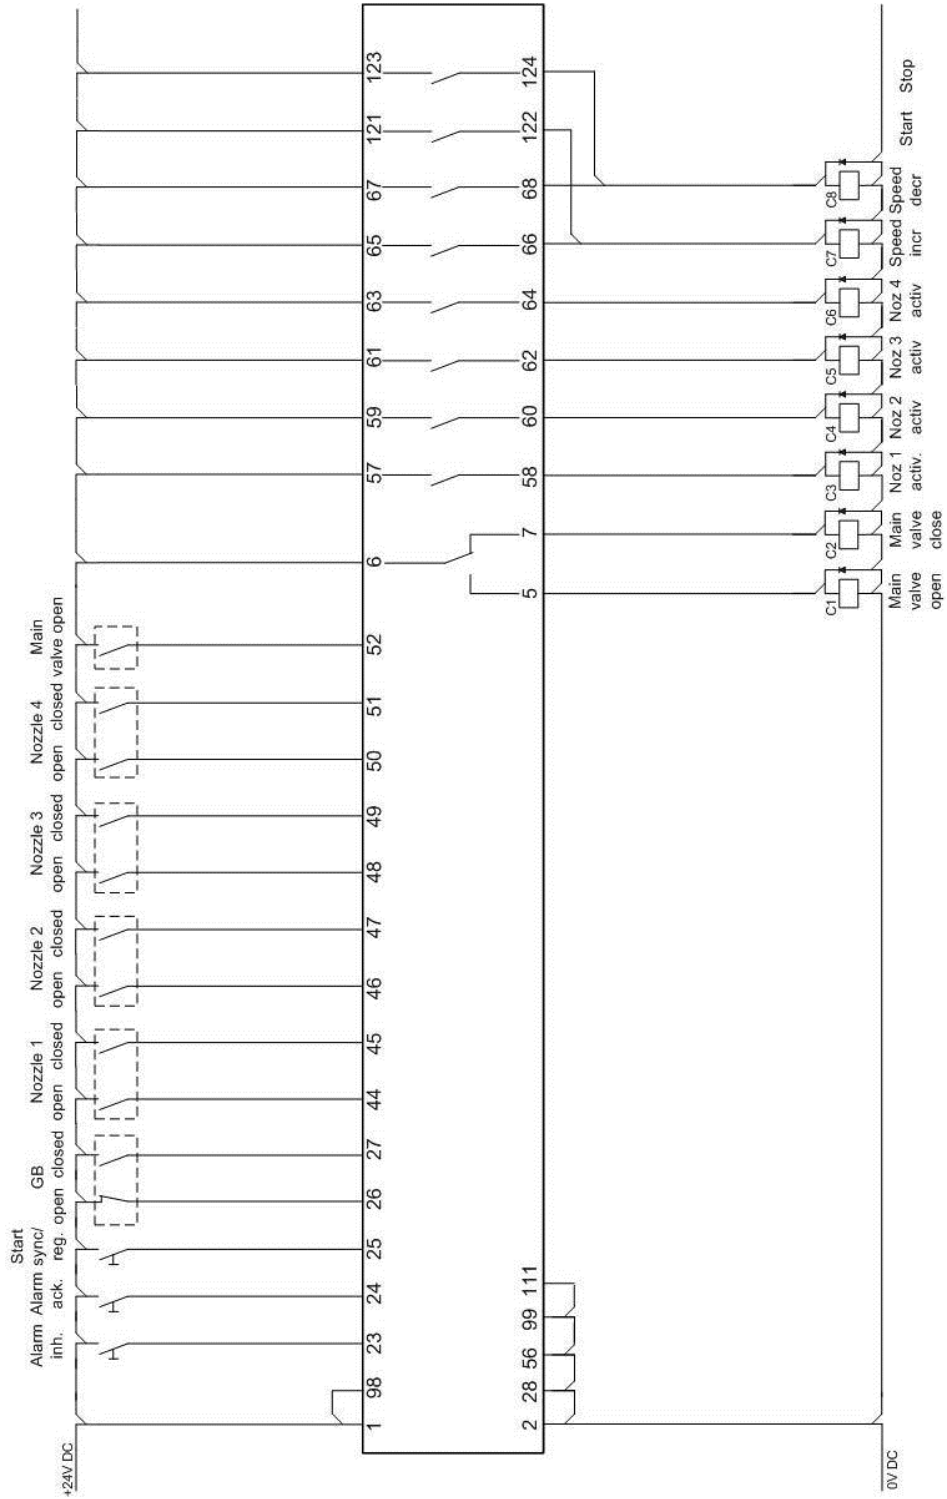 Start
Alarm Alarm sync/ GB Nozzle 1 Nozzle 2 Nozzle 3 Nozzle 4 Main
inh. ack. reg. open closed open closed open closed open closed open closed valve open
+24V DC
1 98 23 24 25 26 27 44 45 46 47 48 49 50 51 52 6 57 59 61 63 65 67 121 123
2 28 56 99 111 5 7 58 60 62 64 66 68 122 124
C1 C2 C3 C4 C5 C6 C7 C8
0V DC
Main Main Noz 1 Noz 2 Noz 3 Noz 4 Speed Speed Start Stop
valve valve activ. activ activ activ incr decr
open close